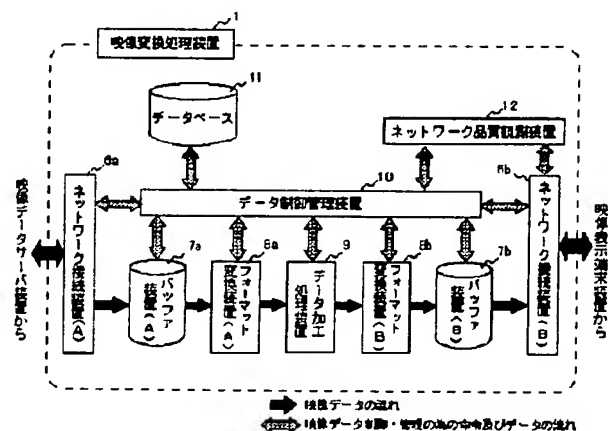 1
映像変換処理装置
11
データベース
12
ネットワーク品質観測装置
6a
ネットワーク接続装置(A)
6b
ネットワーク接続装置(B)
10
データ制御管理装置
映像データサーバ装置から
映像表示端末装置から
7a
バッファ
装置(A)
8a
フォーマット
変換装置(A)
9
データ加工
処理装置
8b
フォーマット
変換装置(B)
7b
バッファ
装置(B)
映像データの流れ
映像データ制御・管理の為の命令及びデータの流れ